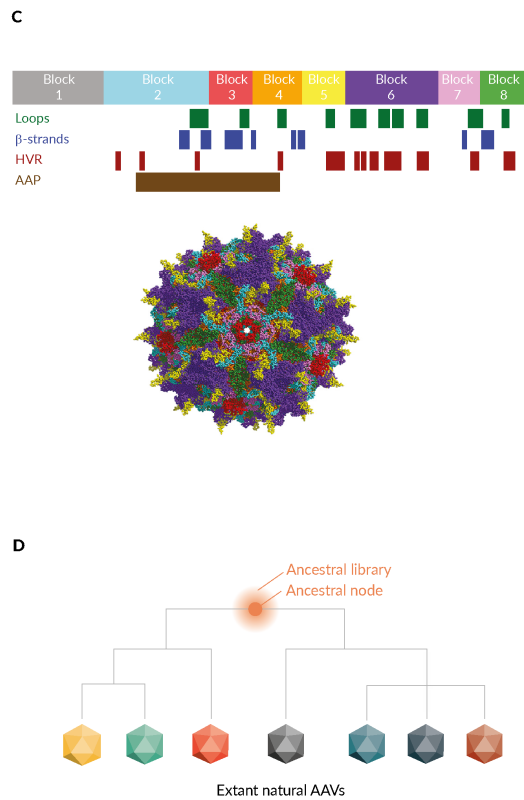 C
Block 1
Block 2
Block 3
Block 4
Block 5
Block 6
Block 7
Block 8
Loops
β-strands
HVR
AAP
D
Ancestral library
Ancestral node
Extant natural AAVs